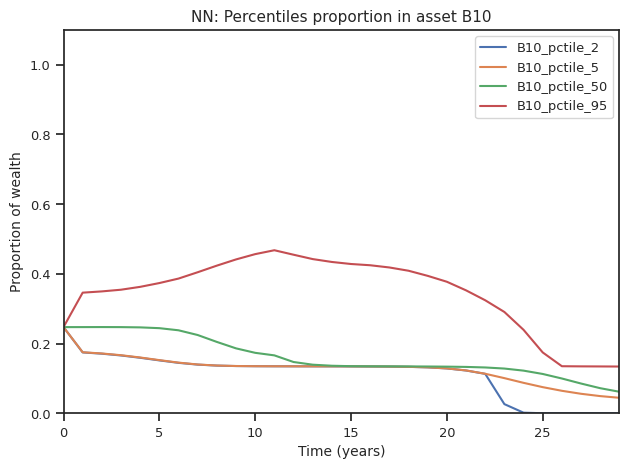 NN: Percentiles proportion in asset B10
B10_pctile_2
B10_pctile_5
B10_pctile_50
B10_pctile_95
Proportion of wealth
1.0
0.8
0.6
0.4
0.2
0.0
0 5 10 15 20 25
Time (years)